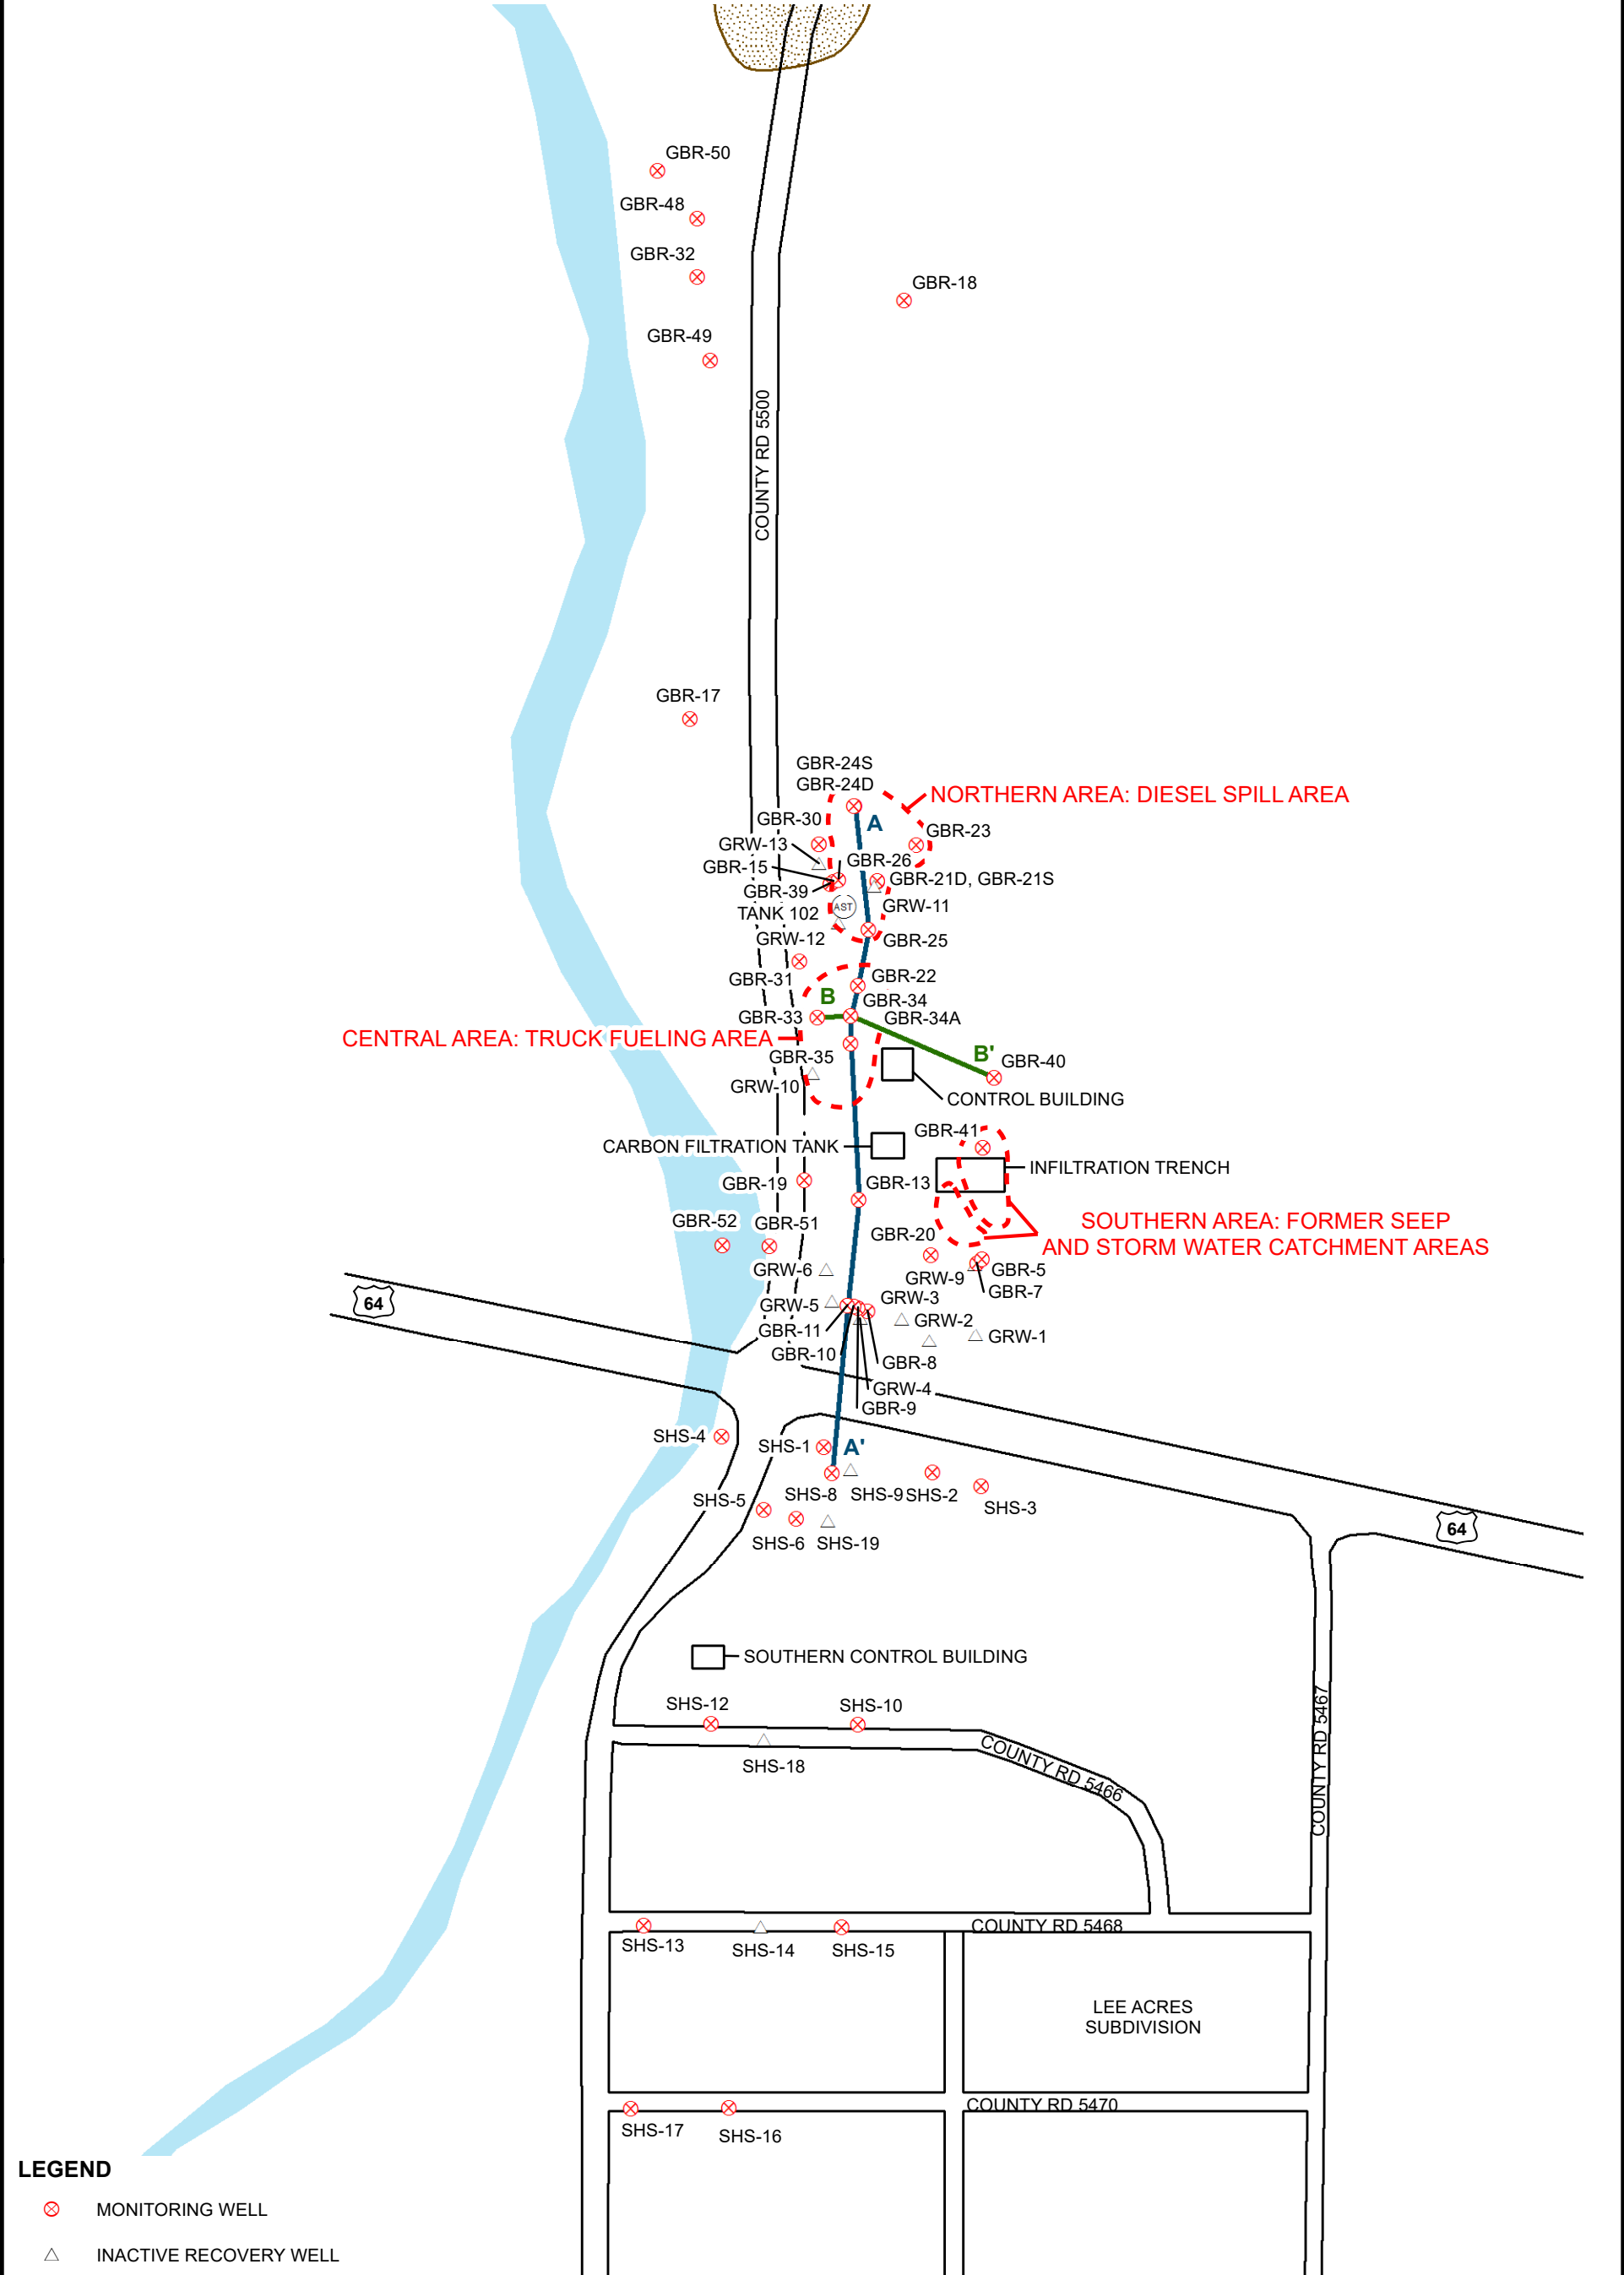 GBR-50
GBR-48
GBR-32
GBR-18
GBR-49
COUNTY RD 5500
GBR-17
GBR-24S
GBR-24D
NORTHERN AREA: DIESEL SPILL AREA
A
GBR-30
GBR-23
GRW-13
GBR-26
GBR-15
GBR-21D, GBR-21S
GBR-39
AST
GRW-11
TANK 102
GRW-12
GBR-25
GBR-31
GBR-22
B
GBR-34
GBR-33
GBR-34A
CENTRAL AREA: TRUCK FUELING AREA
GBR-35
B'
GBR-40
GRW-10
CONTROL BUILDING
GBR-41
CARBON FILTRATION TANK
INFILTRATION TRENCH
GBR-19
GBR-13
GBR-52
GBR-51
SOUTHERN AREA: FORMER SEEP
AND STORM WATER CATCHMENT AREAS
GBR-20
GRW-6
GRW-9
GBR-5
GBR-7
64
GRW-5
GRW-3
GBR-11
GRW-2
GRW-1
GBR-10
GBR-8
GRW-4
GBR-9
SHS-4
SHS-1
A'
SHS-5
SHS-8
SHS-9
SHS-2
SHS-3
SHS-6
SHS-19
64
SOUTHERN CONTROL BUILDING
SHS-12
SHS-10
SHS-18
COUNTY RD 5466
COUNTY RD 5467
SHS-13
SHS-14
SHS-15
COUNTY RD 5468
LEE ACRES
SUBDIVISION
COUNTY RD 5470
SHS-17
SHS-16
LEGEND
MONITORING WELL
INACTIVE RECOVERY WELL